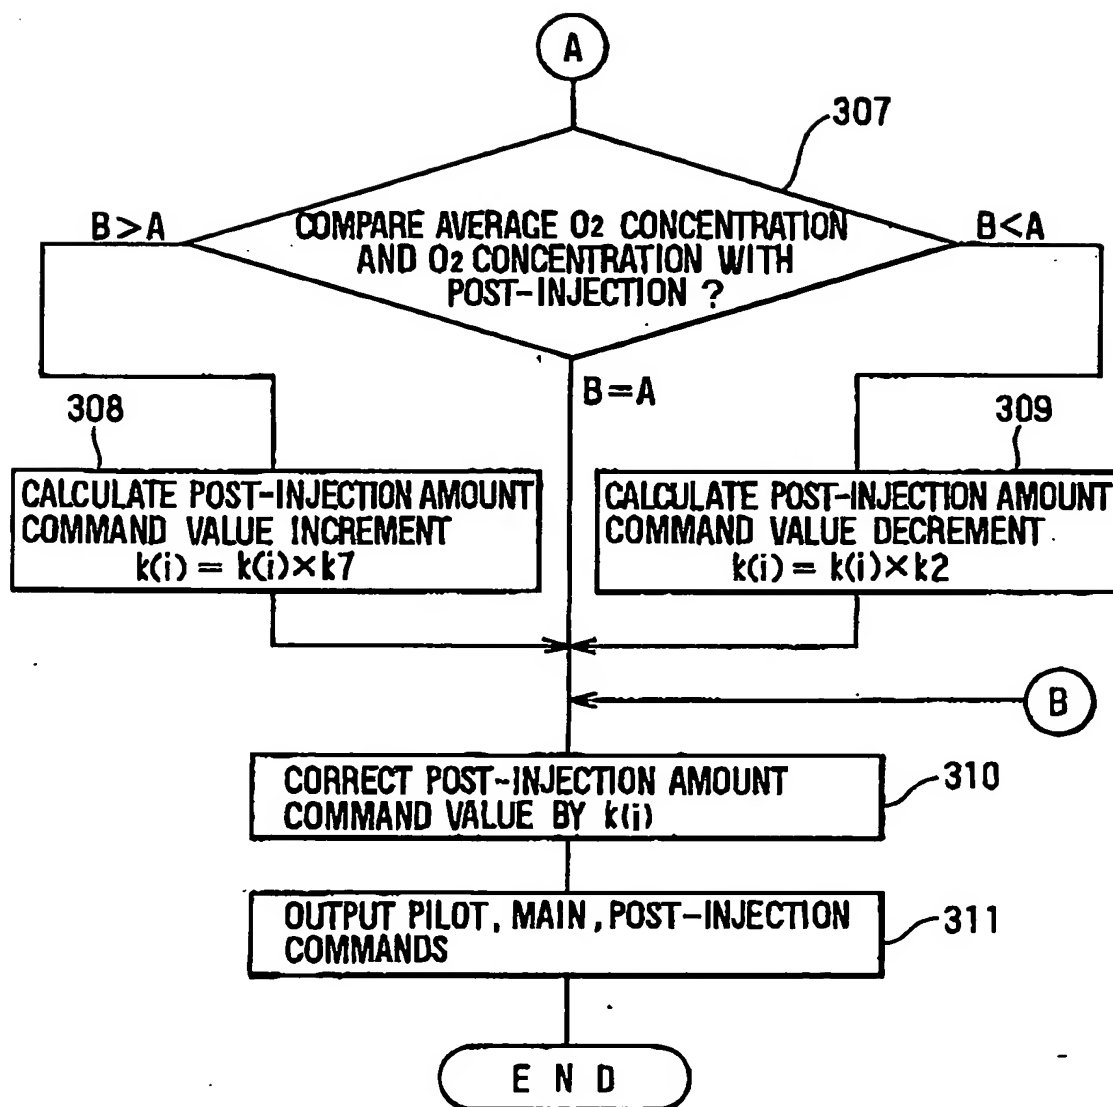 A
307
B>A
COMPARE AVERAGE O2 CONCENTRATION
AND O2 CONCENTRATION WITH
POST-INJECTION ?
B<A
B=A
308
CALCULATE POST-INJECTION AMOUNT
COMMAND VALUE INCREMENT
k(i) = k(i)×k7
309
CALCULATE POST-INJECTION AMOUNT
COMMAND VALUE DECREMENT
k(i) = k(i)×k2
B
CORRECT POST-INJECTION AMOUNT
COMMAND VALUE BY k(i)
310
OUTPUT PILOT, MAIN, POST-INJECTION
COMMANDS
311
END